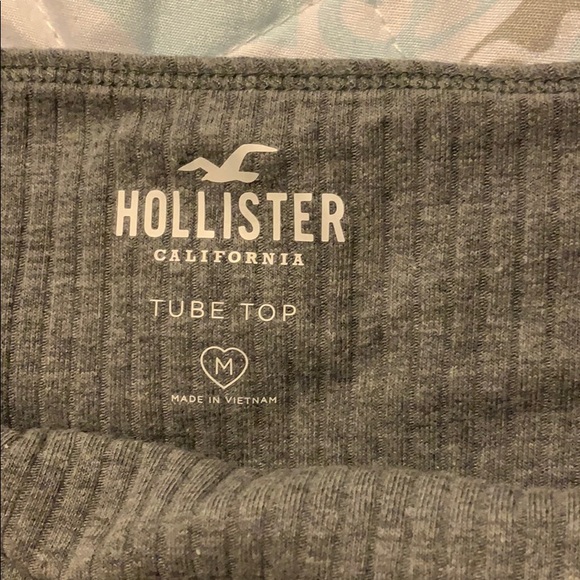 HOLLISTER
CALIFORNIA
TUBE TOP
M
MADE IN VIETNAM